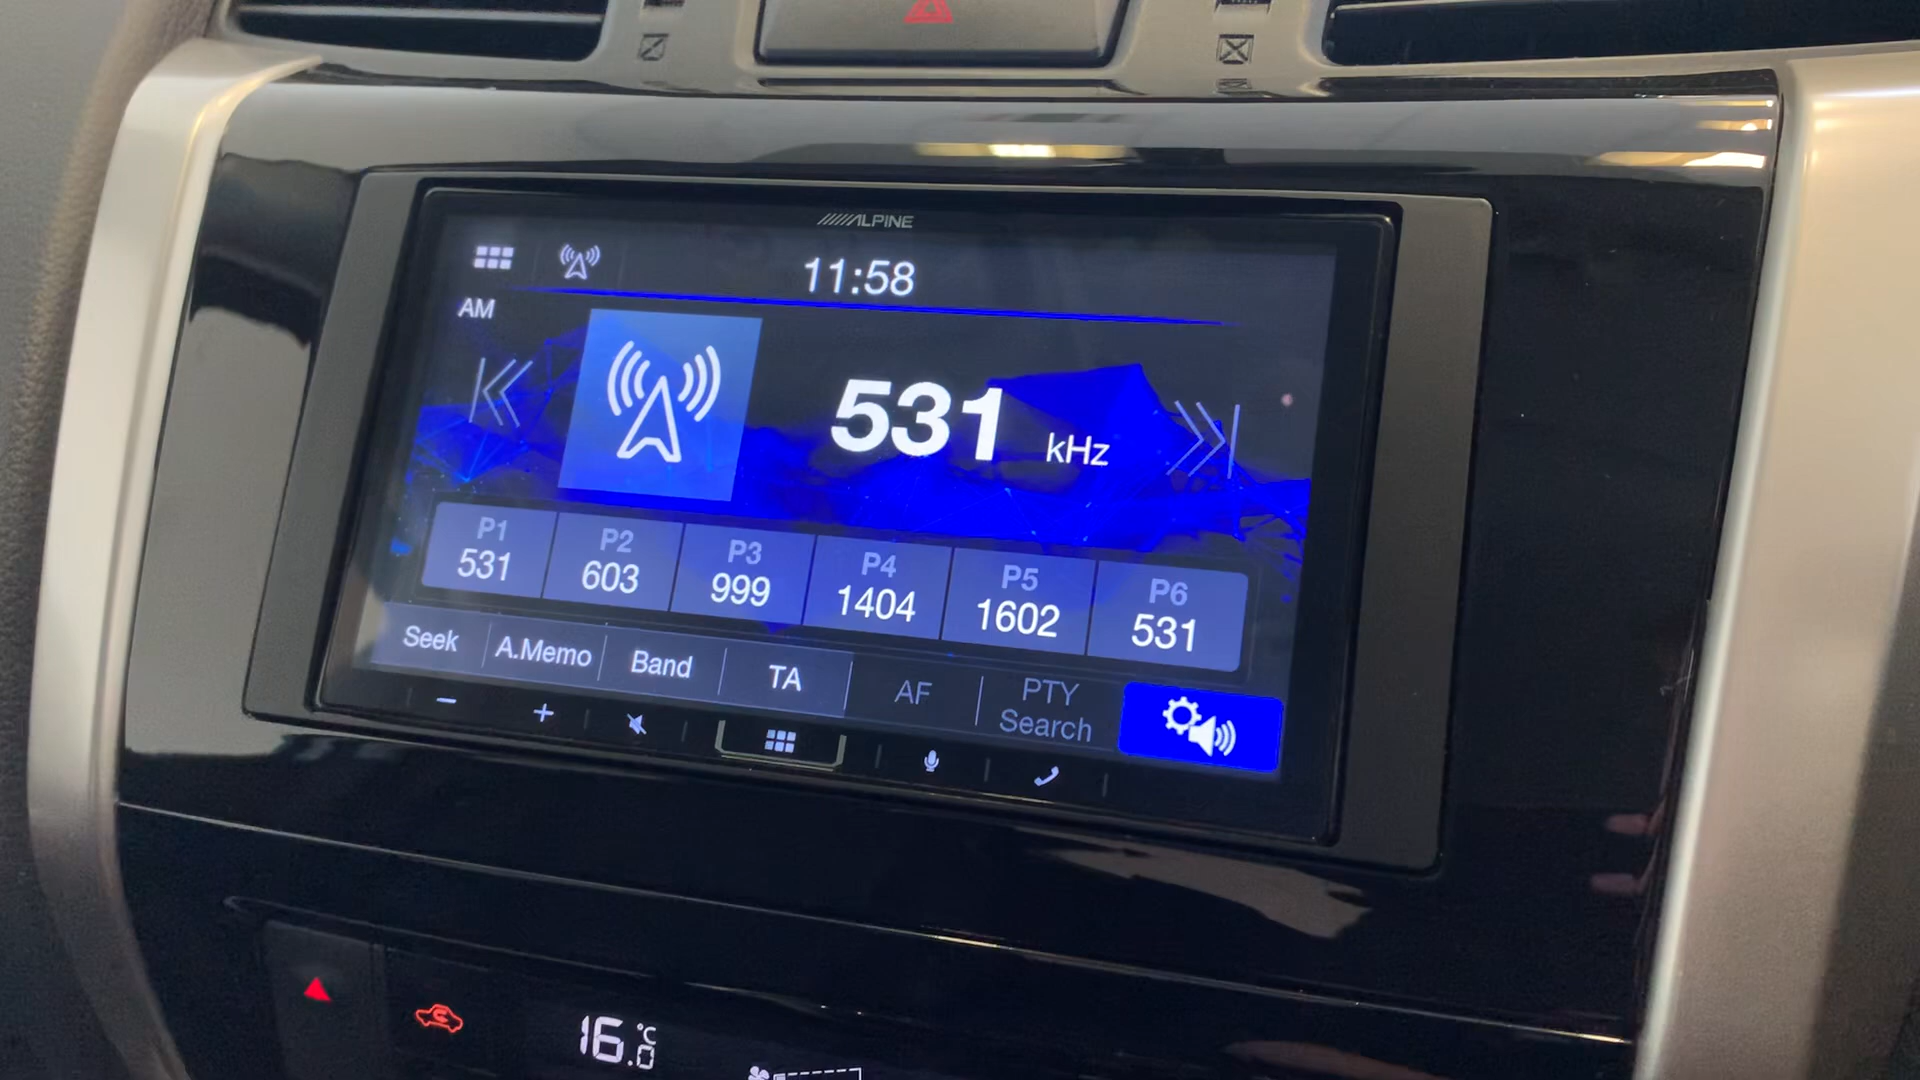 ALPINE
11:58
AM
531 kHz
P1 P2 P3 P4 P5 P6
531 603 999 1404 1602 531
Seek A.Memo Band TA AF PTY Search
16.0 °C